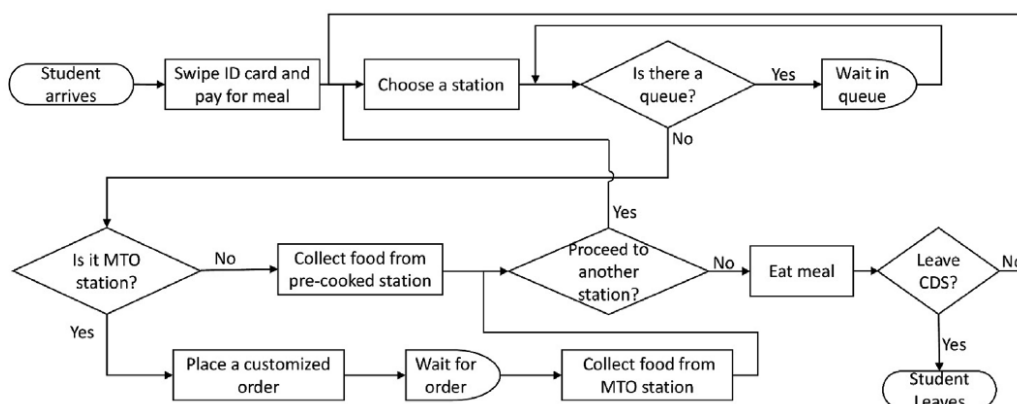 Student
arrives
Swipe ID card and
pay for meal
Choose a station
Is there a
queue?
Yes
Wait in
queue
No
Is it MTO
station?
No
Collect food from
pre-cooked station
Yes
Proceed to
another
station?
No
Eat meal
Leave
CDS?
No
Yes
Place a customized
order
Wait for
order
Collect food from
MTO station
Yes
Student
Leaves